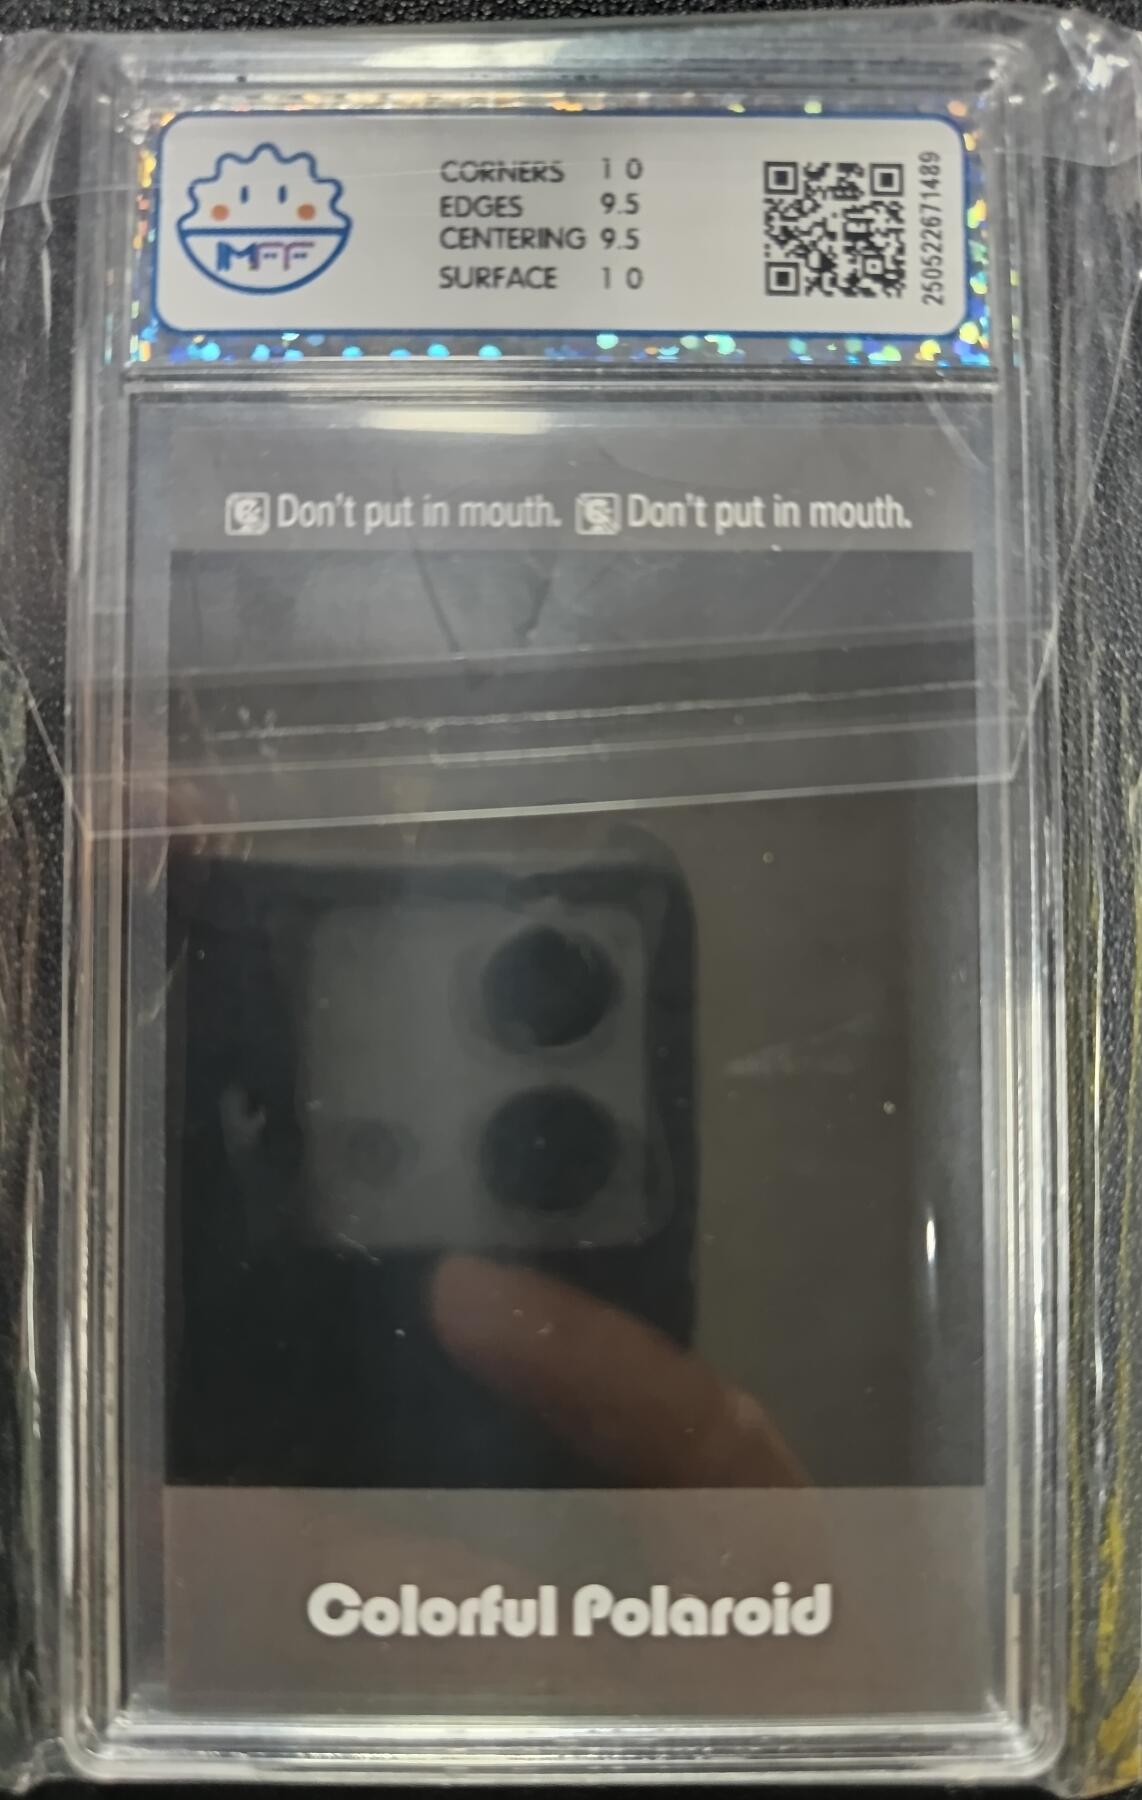 MFF
CORNERS 10
EDGES 9.5
CENTERING 9.5
SURFACE 10
250522671489
Don't put in mouth. Don't put in mouth.
Colorful Polaroid